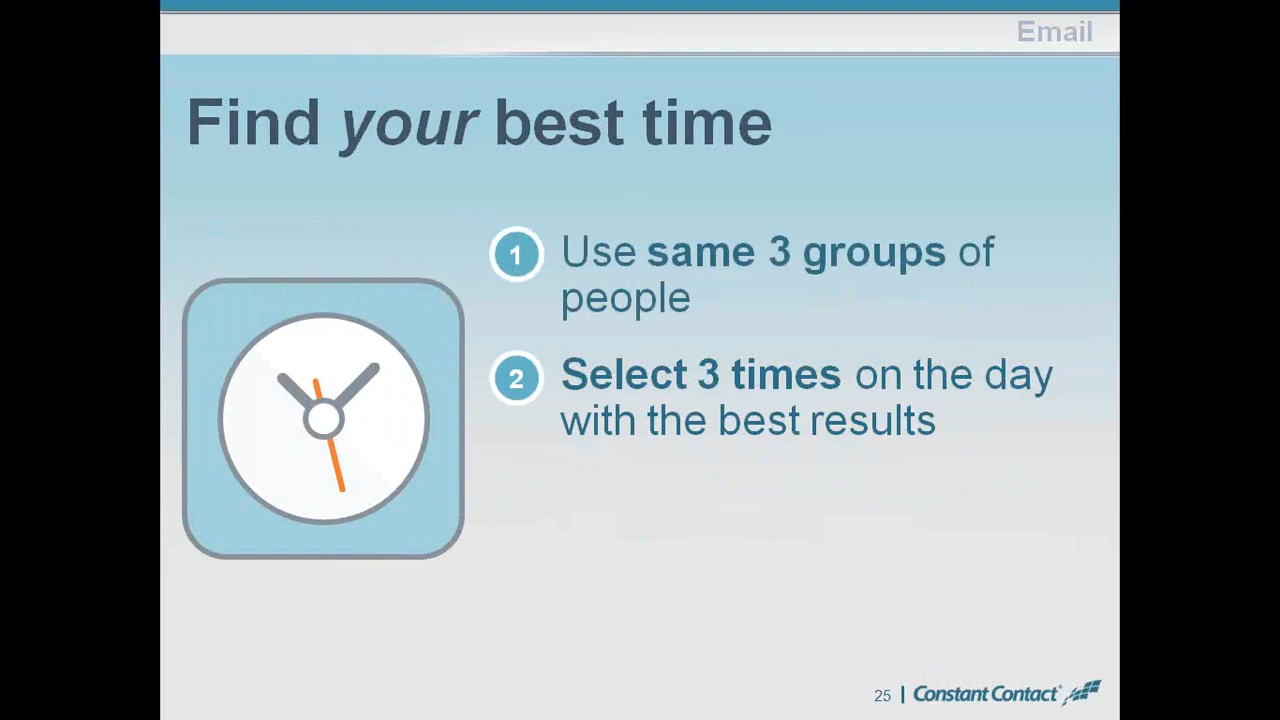 Email
Find your best time
1 Use same 3 groups of
people
2 Select 3 times on the day
with the best results
25 | Constant Contact®